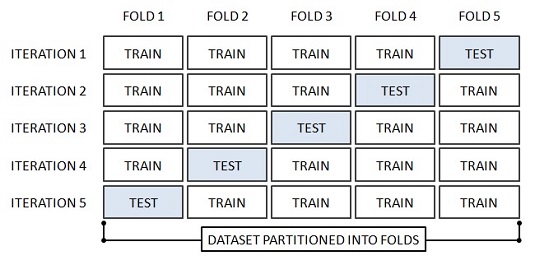 FOLD 1 FOLD 2 FOLD 3 FOLD 4 FOLD 5
ITERATION 1 TRAIN TRAIN TRAIN TRAIN TEST
ITERATION 2 TRAIN TRAIN TRAIN TEST TRAIN
ITERATION 3 TRAIN TRAIN TEST TRAIN TRAIN
ITERATION 4 TRAIN TEST TRAIN TRAIN TRAIN
ITERATION 5 TEST TRAIN TRAIN TRAIN TRAIN
DATASET PARTITIONED INTO FOLDS